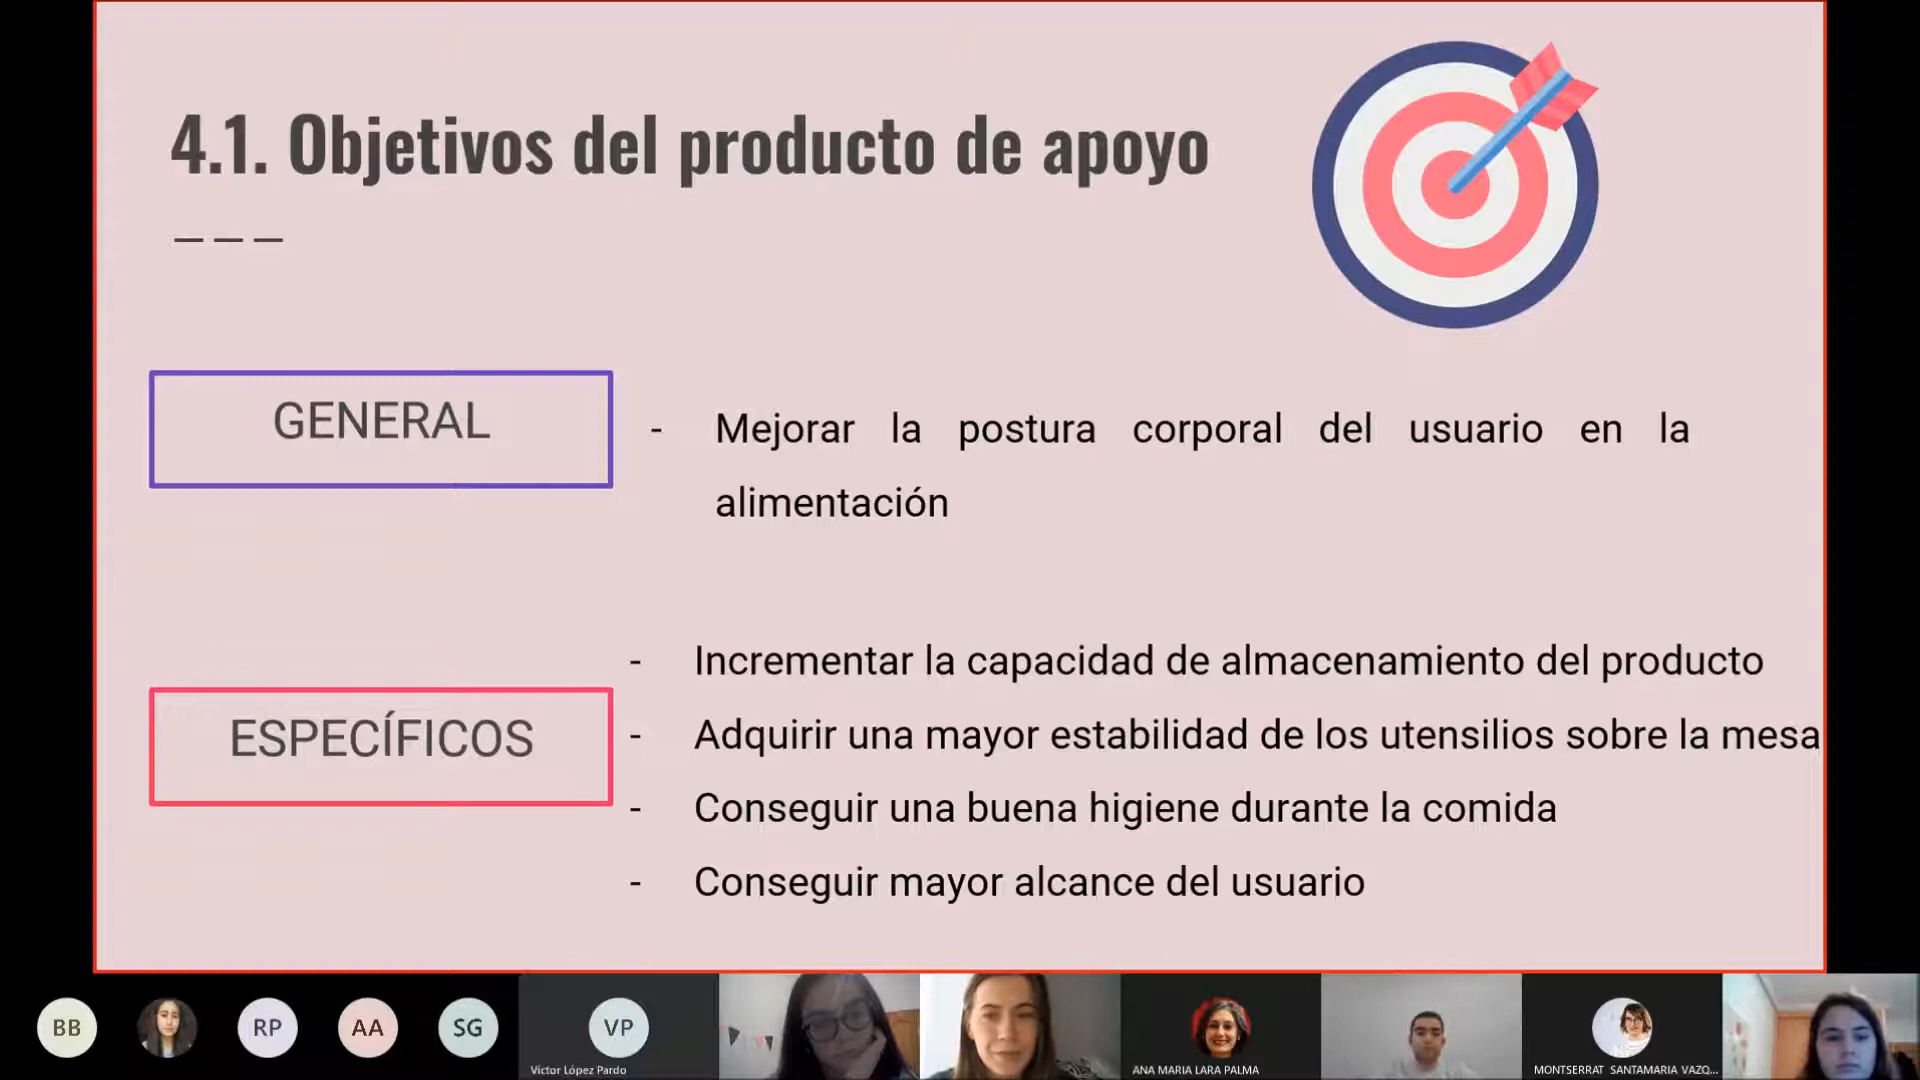 4.1. Objetivos del producto de apoyo
GENERAL
- Mejorar la postura corporal del usuario en la
alimentación
ESPECÍFICOS
- Incrementar la capacidad de almacenamiento del producto
- Adquirir una mayor estabilidad de los utensilios sobre la mesa
- Conseguir una buena higiene durante la comida
- Conseguir mayor alcance del usuario
BB
RP
AA
SG
VP
Víctor López Pardo
ANA MARIA LARA PALMA
MONTSERRAT SANTAMARIA VAZQ...